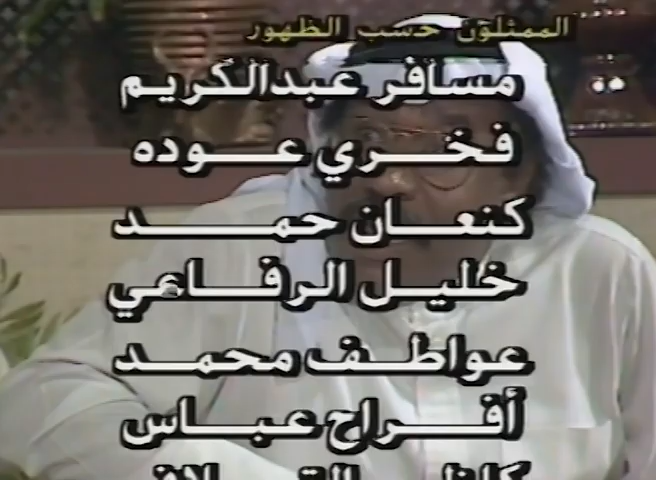 الممثلون حسب الظهور
مسافر عبدالكريم
فخري عوده
كنعان حمد
خليل الرفاعي
عواطف محمد
أفراح عباس